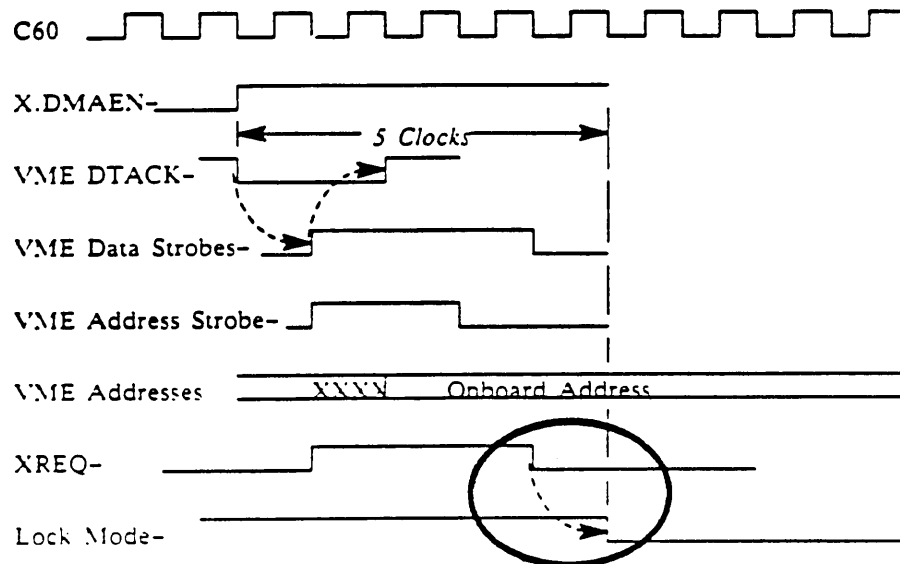 C60
X.DMAEN-
5 Clocks
VME DTACK-
VME Data Strobes-
VME Address Strobe-
VME Addresses
XXXX
Onboard Address
XREQ-
Lock Mode-